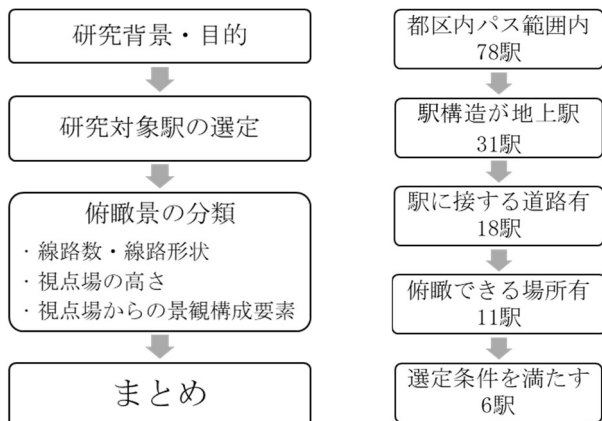 研究背景・目的
研究対象駅の選定
俯瞰景の分類
・線路数・線路形状
・視点場の高さ
・視点場からの景観構成要素
まとめ
都区内パス範囲内
78駅
駅構造が地上駅
31駅
駅に接する道路有
18駅
俯瞰できる場所有
11駅
選定条件を満たす
6駅